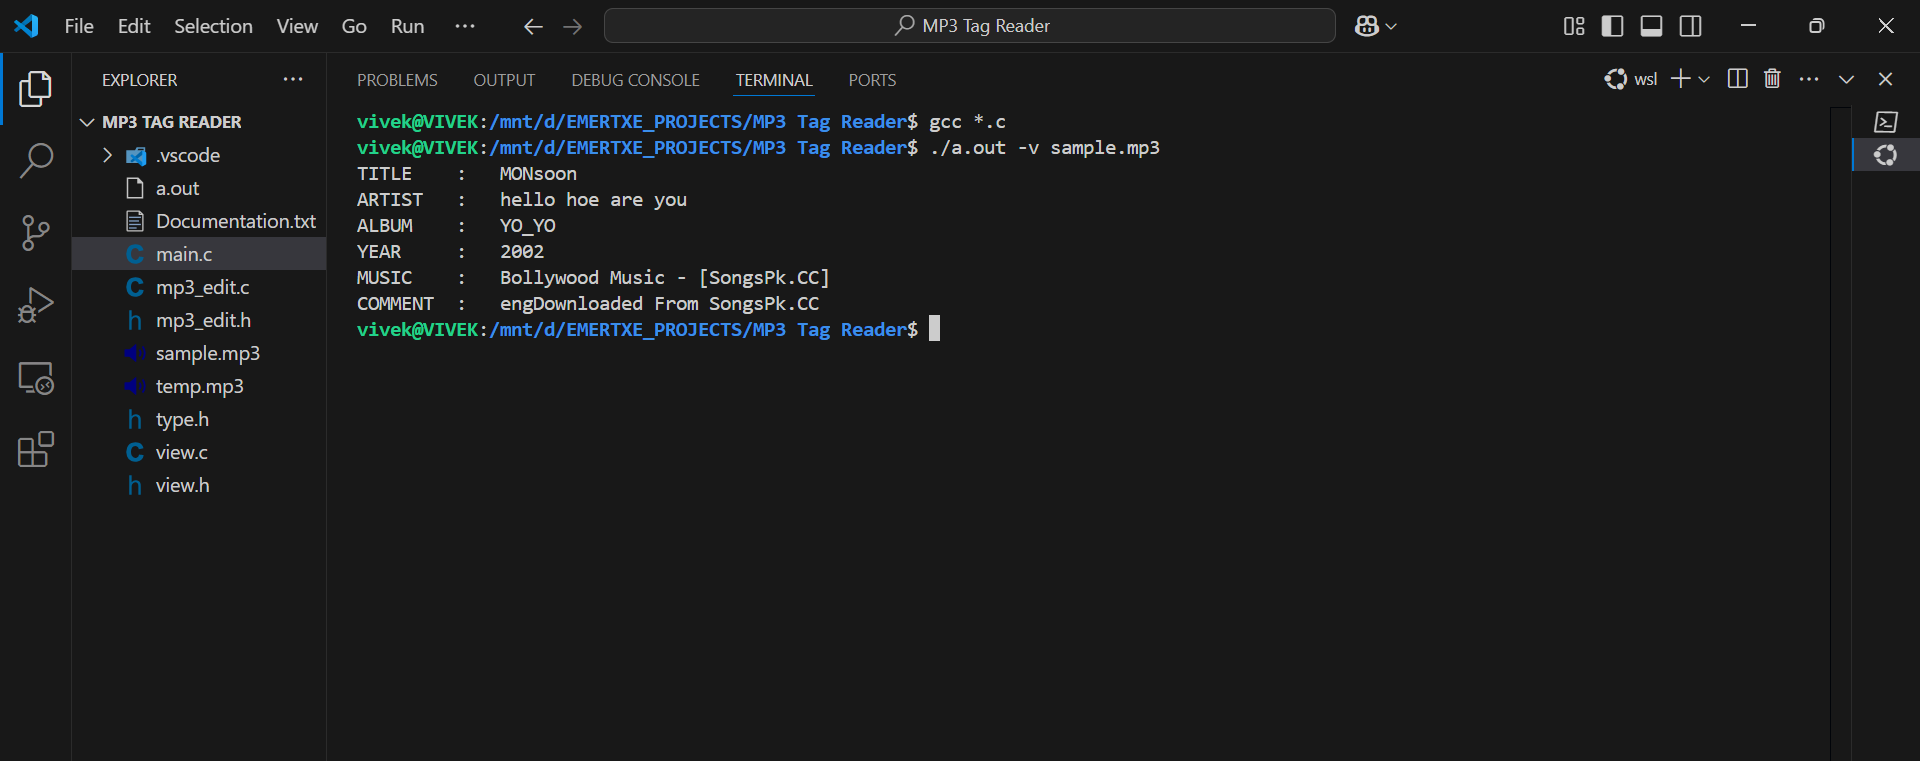 File Edit Selection View Go Run ··· MP3 Tag Reader
EXPLORER ···
MP3 TAG READER
.vscode
a.out
Documentation.txt
main.c
mp3_edit.c
mp3_edit.h
sample.mp3
temp.mp3
type.h
view.c
view.h
PROBLEMS OUTPUT DEBUG CONSOLE TERMINAL PORTS wsl
vivek@VIVEK:/mnt/d/EMERTXE_PROJECTS/MP3 Tag Reader$ gcc *.c
vivek@VIVEK:/mnt/d/EMERTXE_PROJECTS/MP3 Tag Reader$ ./a.out -v sample.mp3
TITLE : MONsoon
ARTIST : hello hoe are you
ALBUM : YO_YO
YEAR : 2002
MUSIC : Bollywood Music - [SongsPk.CC]
COMMENT : engDownloaded From SongsPk.CC
vivek@VIVEK:/mnt/d/EMERTXE_PROJECTS/MP3 Tag Reader$